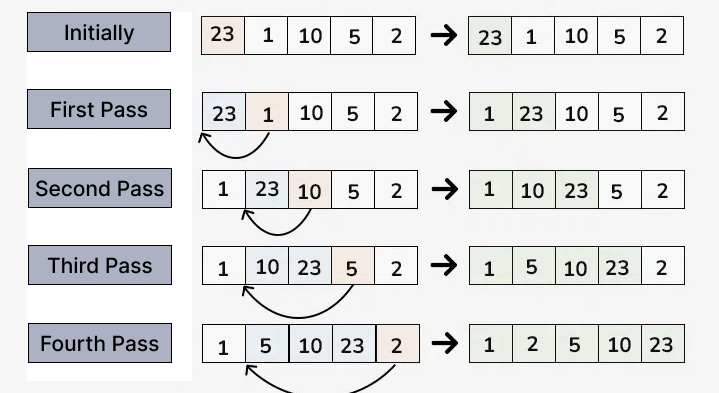 Initially 23 1 10 5 2 23 1 10 5 2
First Pass 23 1 10 5 2 1 23 10 5 2
Second Pass 1 23 10 5 2 1 10 23 5 2
Third Pass 1 10 23 5 2 1 5 10 23 2
Fourth Pass 1 5 10 23 2 1 2 5 10 23